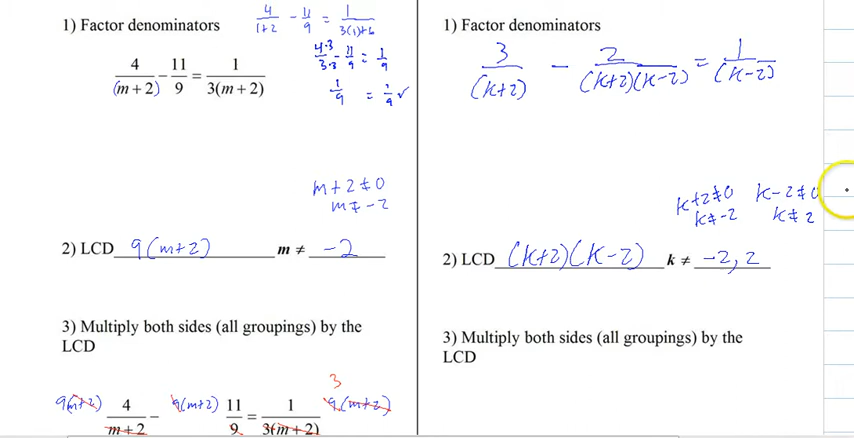 1) Factor denominators
4/(1+2) - 11/9 = 1/(3(1)+6)
(4·3)/(3·3) - 11/9 = 1/9
1/9 = 1/9 ✓
4/(m + 2) - 11/9 = 1/(3(m + 2))
m+2≠0
m≠-2
2) LCD 9(m+2) m ≠ -2
3) Multiply both sides (all groupings) by the
LCD
9(m+2) 4/(m + 2) - 9(m+2) 11/9 = 1/(3(m + 2)) 9(m+2)
3
1) Factor denominators
3/(k+2) - 2/((k+2)(k-2)) = 1/(k-2)
k+2≠0 k-2≠0
k≠-2 k≠2
2) LCD (k+2)(k-2) k ≠ -2, 2
3) Multiply both sides (all groupings) by the
LCD